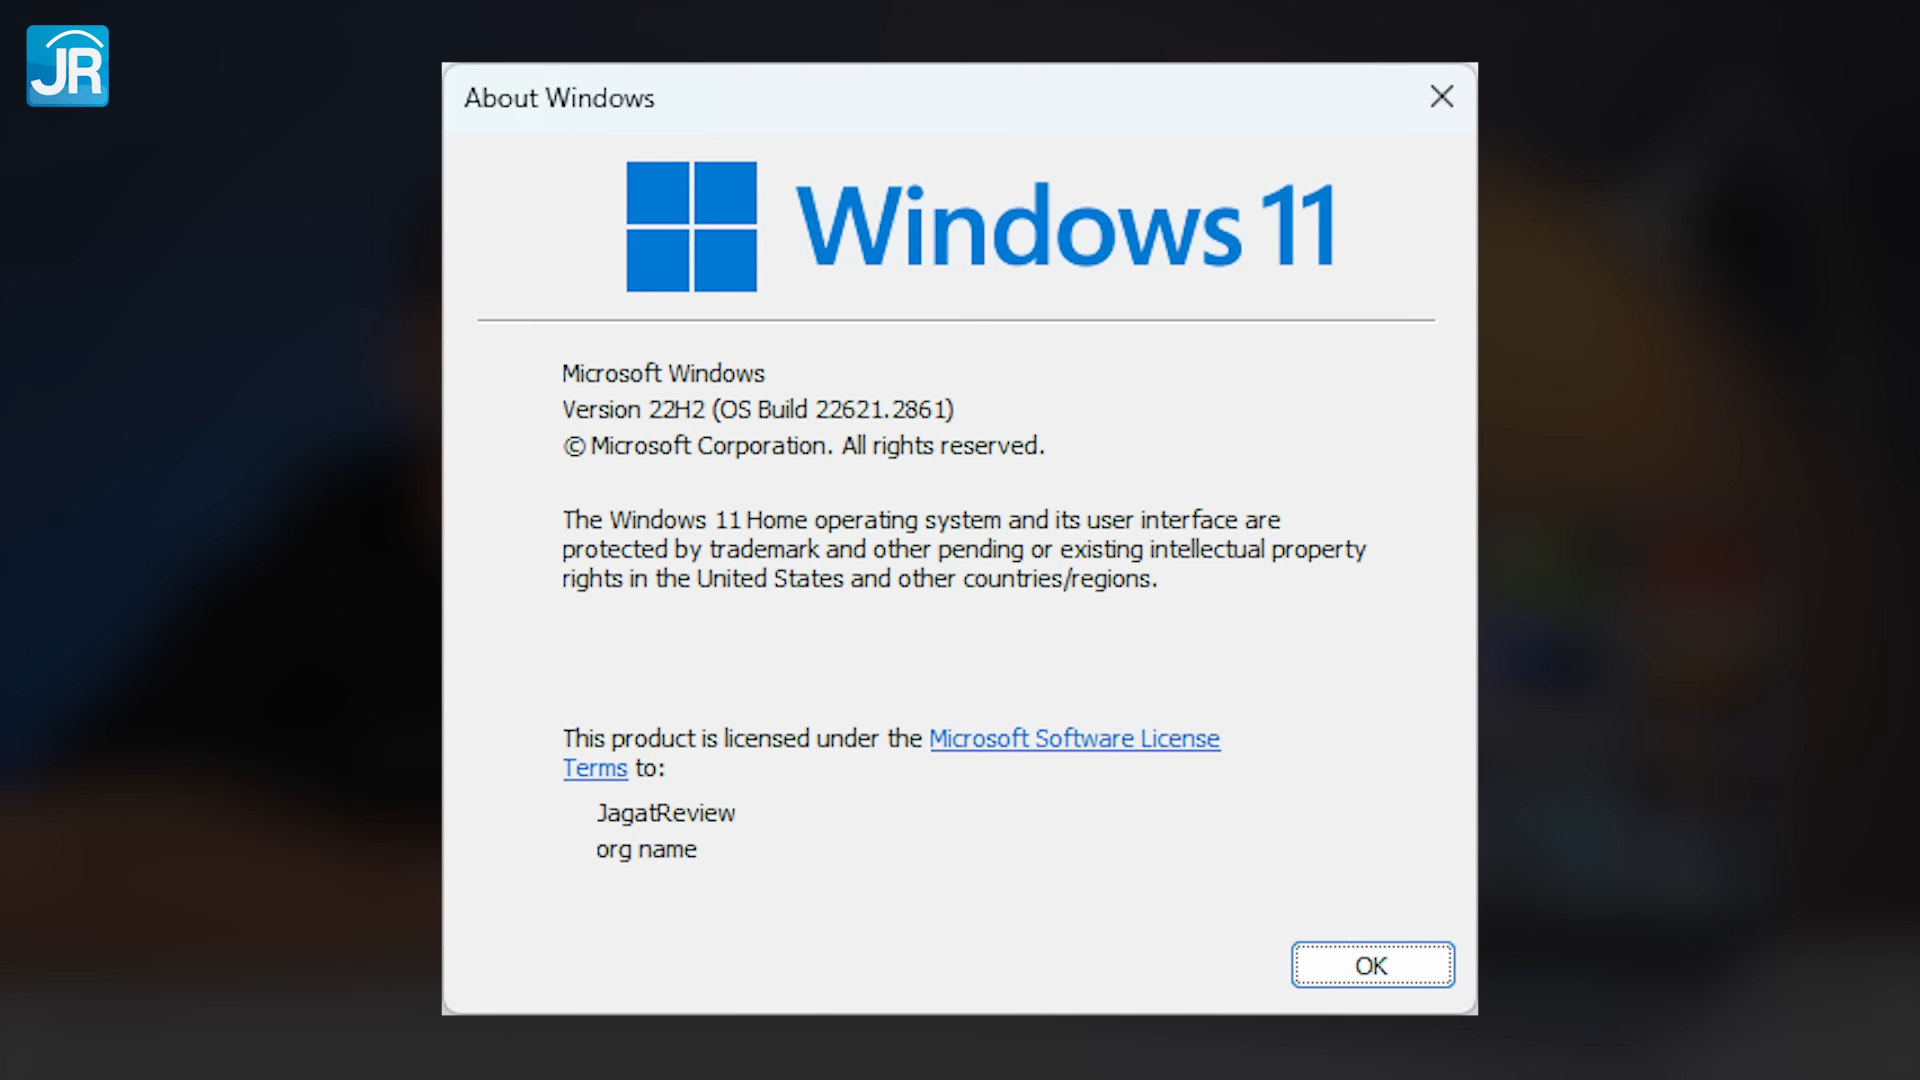 JR
About Windows
Windows 11
Microsoft Windows
Version 22H2 (OS Build 22621.2861)
© Microsoft Corporation. All rights reserved.
The Windows 11 Home operating system and its user interface are
protected by trademark and other pending or existing intellectual property
rights in the United States and other countries/regions.
This product is licensed under the Microsoft Software License
Terms to:
JagatReview
org name
OK